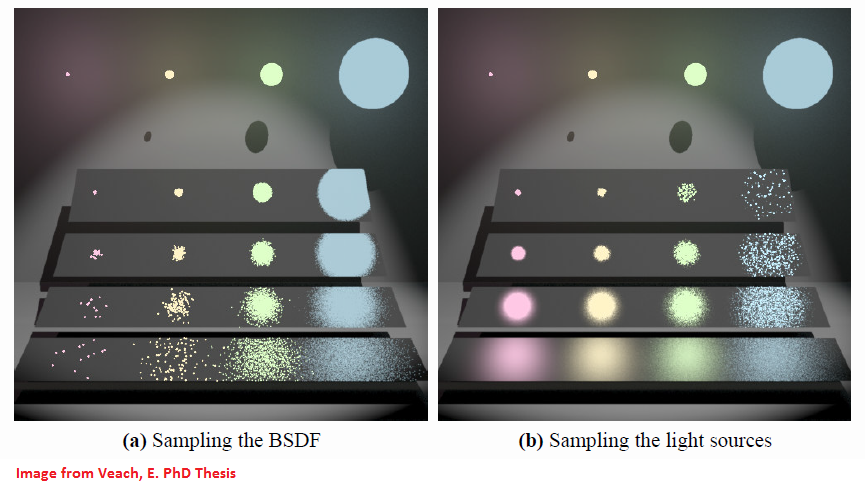 (a) Sampling the BSDF
(b) Sampling the light sources
Image from Veach, E. PhD Thesis